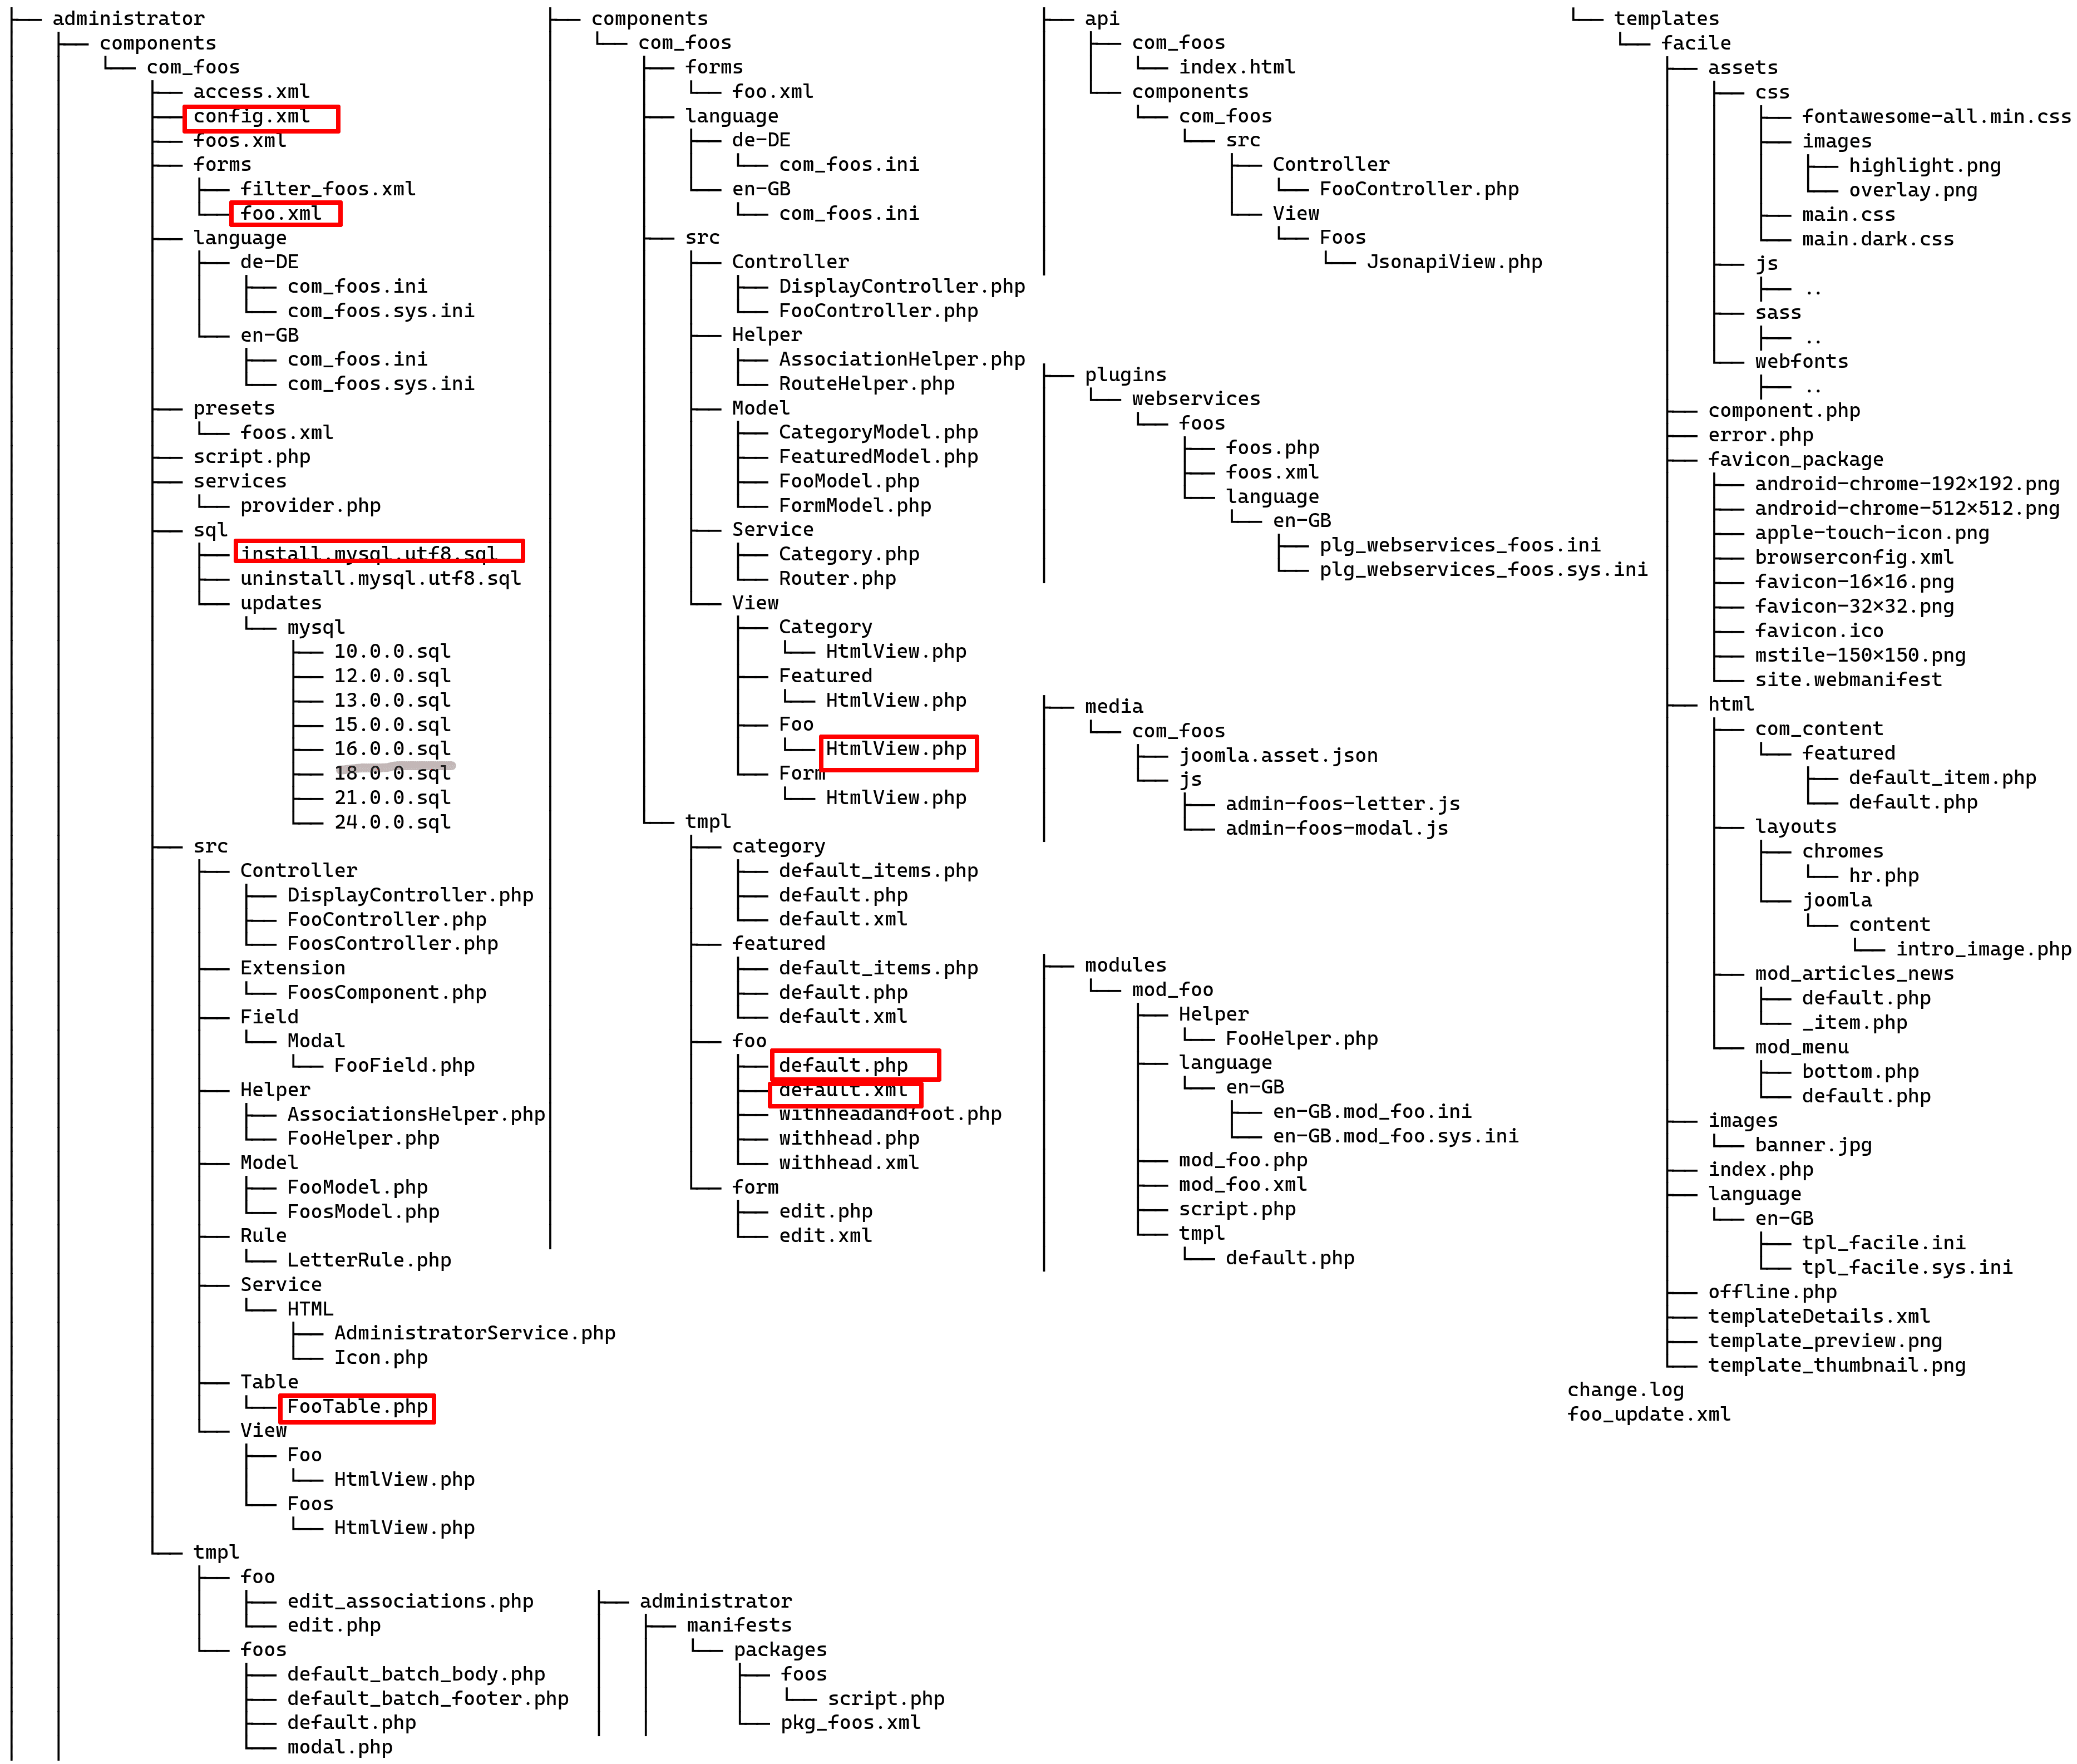 administrator
components
com_foos
access.xml
config.xml
foos.xml
forms
filter_foos.xml
foo.xml
language
de-DE
com_foos.ini
com_foos.sys.ini
en-GB
com_foos.ini
com_foos.sys.ini
presets
foos.xml
script.php
services
provider.php
sql
install.mysql.utf8.sql
uninstall.mysql.utf8.sql
updates
mysql
10.0.0.sql
12.0.0.sql
13.0.0.sql
15.0.0.sql
16.0.0.sql
18.0.0.sql
21.0.0.sql
24.0.0.sql
src
Controller
DisplayController.php
FooController.php
FoosController.php
Extension
FoosComponent.php
Field
Modal
FooField.php
Helper
AssociationsHelper.php
FooHelper.php
Model
FooModel.php
FoosModel.php
Rule
LetterRule.php
Service
HTML
AdministratorService.php
Icon.php
Table
FooTable.php
View
Foo
HtmlView.php
Foos
HtmlView.php
tmpl
foo
edit_associations.php
edit.php
foos
default_batch_body.php
default_batch_footer.php
default.php
modal.php
components
com_foos
forms
foo.xml
language
de-DE
com_foos.ini
en-GB
com_foos.ini
src
Controller
DisplayController.php
FooController.php
Helper
AssociationHelper.php
RouteHelper.php
Model
CategoryModel.php
FeaturedModel.php
FooModel.php
FormModel.php
Service
Category.php
Router.php
View
Category
HtmlView.php
Featured
HtmlView.php
Foo
HtmlView.php
Form
HtmlView.php
tmpl
category
default_items.php
default.php
default.xml
featured
default_items.php
default.php
default.xml
foo
default.php
default.xml
withheadandfoot.php
withhead.php
withhead.xml
form
edit.php
edit.xml
administrator
manifests
packages
foos
script.php
pkg_foos.xml
api
com_foos
index.html
components
com_foos
src
Controller
FooController.php
View
Foos
JsonapiView.php
plugins
webservices
foos
foos.php
foos.xml
language
en-GB
plg_webservices_foos.ini
plg_webservices_foos.sys.ini
media
com_foos
joomla.asset.json
js
admin-foos-letter.js
admin-foos-modal.js
modules
mod_foo
Helper
FooHelper.php
language
en-GB
en-GB.mod_foo.ini
en-GB.mod_foo.sys.ini
mod_foo.php
mod_foo.xml
script.php
tmpl
default.php
templates
facile
assets
css
fontawesome-all.min.css
images
highlight.png
overlay.png
main.css
main.dark.css
js
..
sass
..
webfonts
..
component.php
error.php
favicon_package
android-chrome-192×192.png
android-chrome-512×512.png
apple-touch-icon.png
browserconfig.xml
favicon-16×16.png
favicon-32×32.png
favicon.ico
mstile-150×150.png
site.webmanifest
html
com_content
featured
default_item.php
default.php
layouts
chromes
hr.php
joomla
content
intro_image.php
mod_articles_news
default.php
_item.php
mod_menu
bottom.php
default.php
images
banner.jpg
index.php
language
en-GB
tpl_facile.ini
tpl_facile.sys.ini
offline.php
templateDetails.xml
template_preview.png
template_thumbnail.png
change.log
foo_update.xml